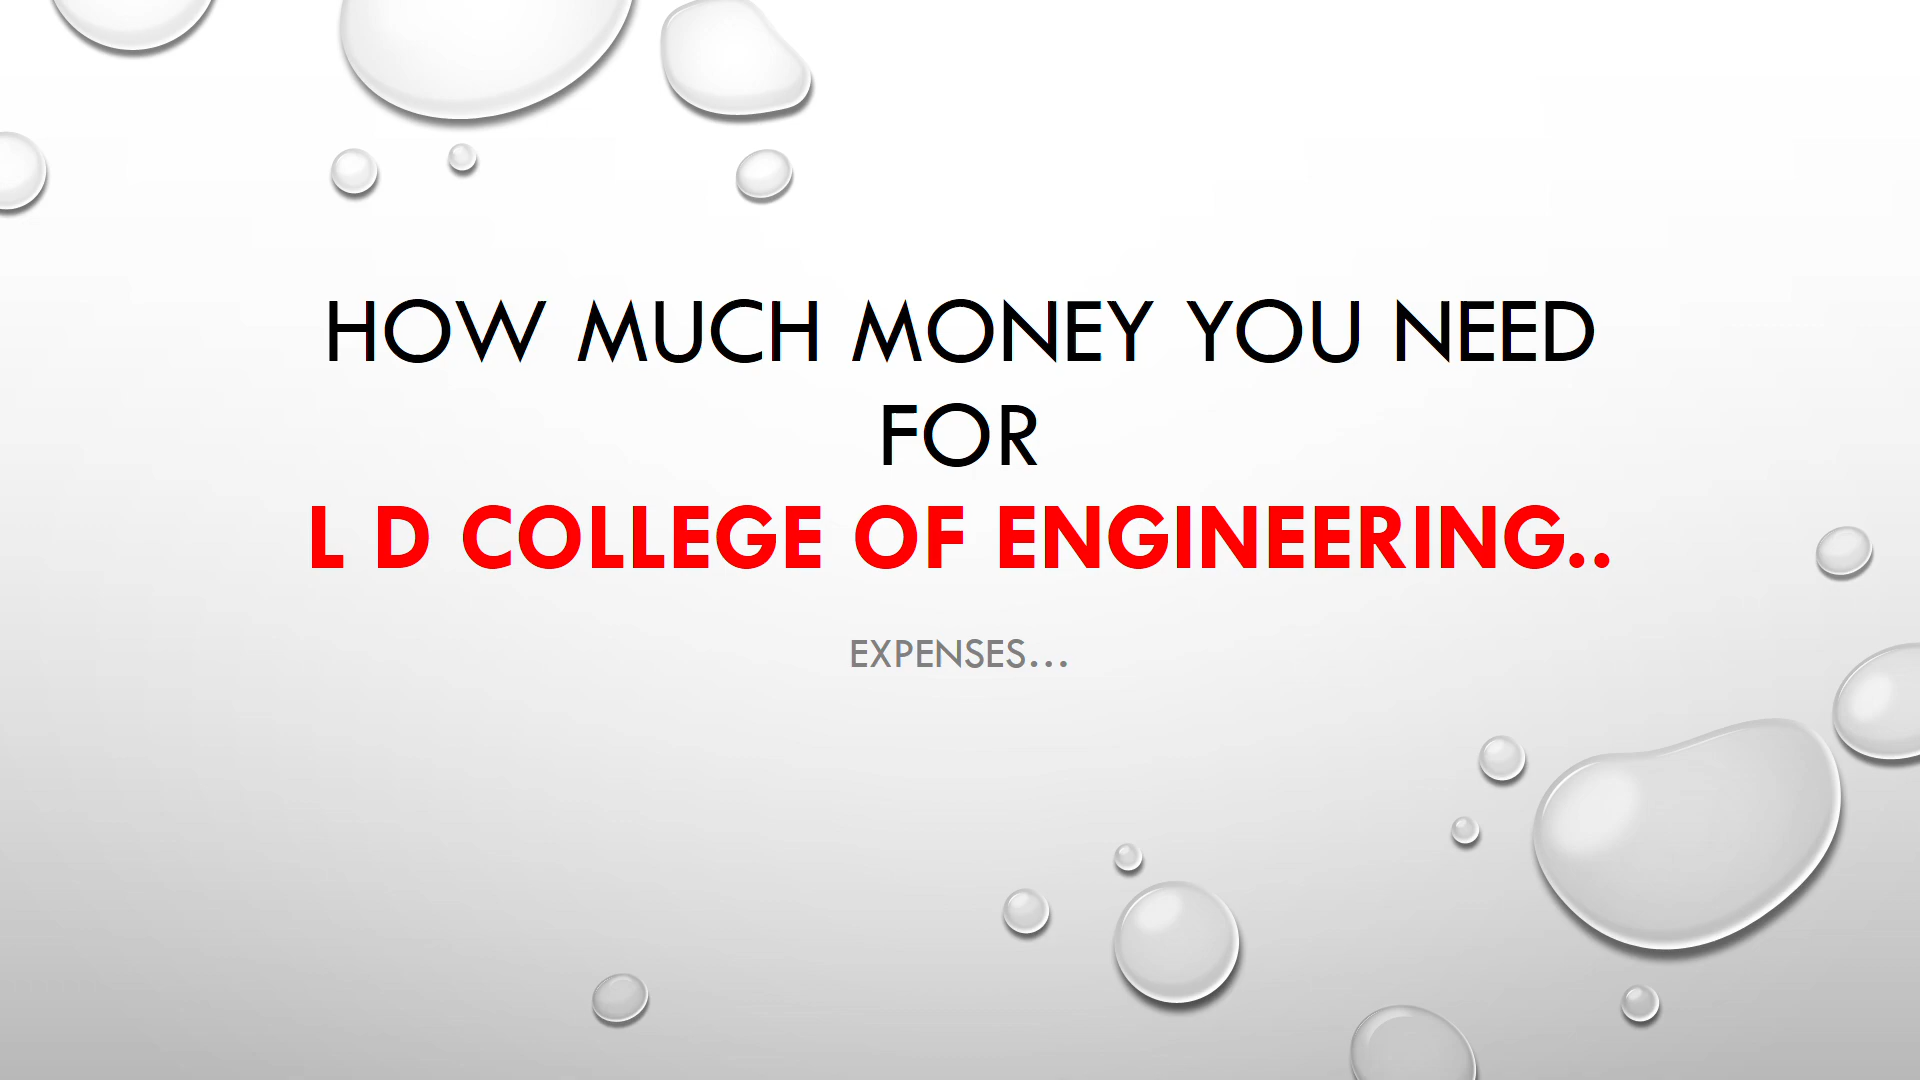 HOW MUCH MONEY YOU NEED
FOR
L D COLLEGE OF ENGINEERING..
EXPENSES...